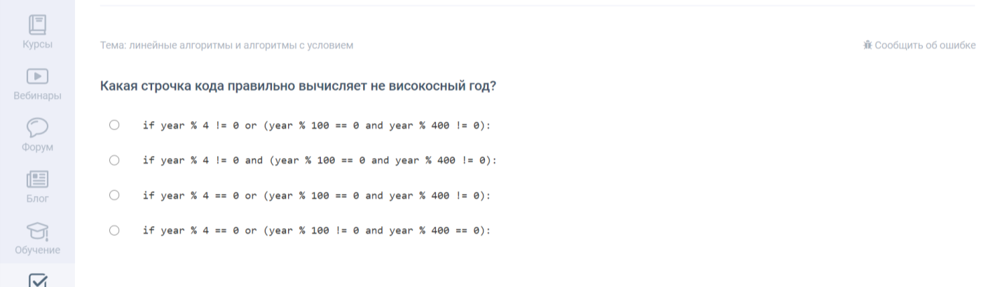 Курсы
Вебинары
Форум
Блог
Обучение
Тема: линейные алгоритмы и алгоритмы с условием
Сообщить об ошибке
Какая строчка кода правильно вычисляет не високосный год?
if year % 4 != 0 or (year % 100 == 0 and year % 400 != 0):
if year % 4 != 0 and (year % 100 == 0 and year % 400 != 0):
if year % 4 == 0 or (year % 100 == 0 and year % 400 != 0):
if year % 4 == 0 or (year % 100 != 0 and year % 400 == 0):